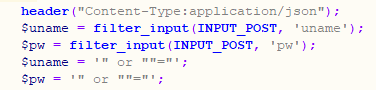 header("Content-Type:application/json");
$uname = filter_input(INPUT_POST, 'uname');
$pw = filter_input(INPUT_POST, 'pw');
$uname = '" or ""="';
$pw = '" or ""="';